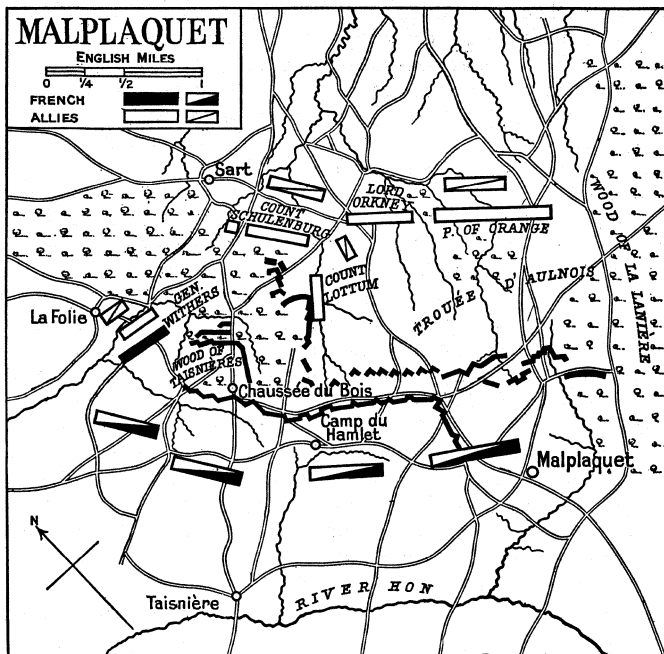 MALPLAQUET
ENGLISH MILES
0 ¼ ½ 1
FRENCH
ALLIES
Sart
COUNT
SCHULENBURG
LORD
ORKNEY
P. OF ORANGE
WOOD OF LA LANIÈRE
La Folie
GEN.
WITHERS
COUNT
LOTTUM
TROUÉE D'AULNOIS
WOOD OF
TAISNIÈRES
Chaussée du Bois
Camp du
Hamlet
Malplaquet
N
Taisnière
RIVER HON